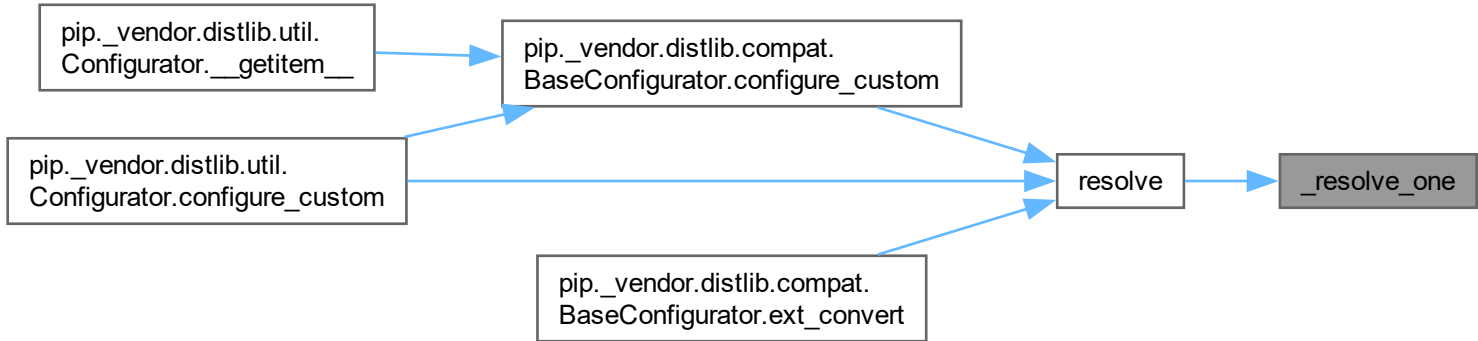 pip._vendor.distlib.util.
Configurator.__getitem__
pip._vendor.distlib.compat.
BaseConfigurator.configure_custom
pip._vendor.distlib.util.
Configurator.configure_custom
resolve
_resolve_one
pip._vendor.distlib.compat.
BaseConfigurator.ext_convert